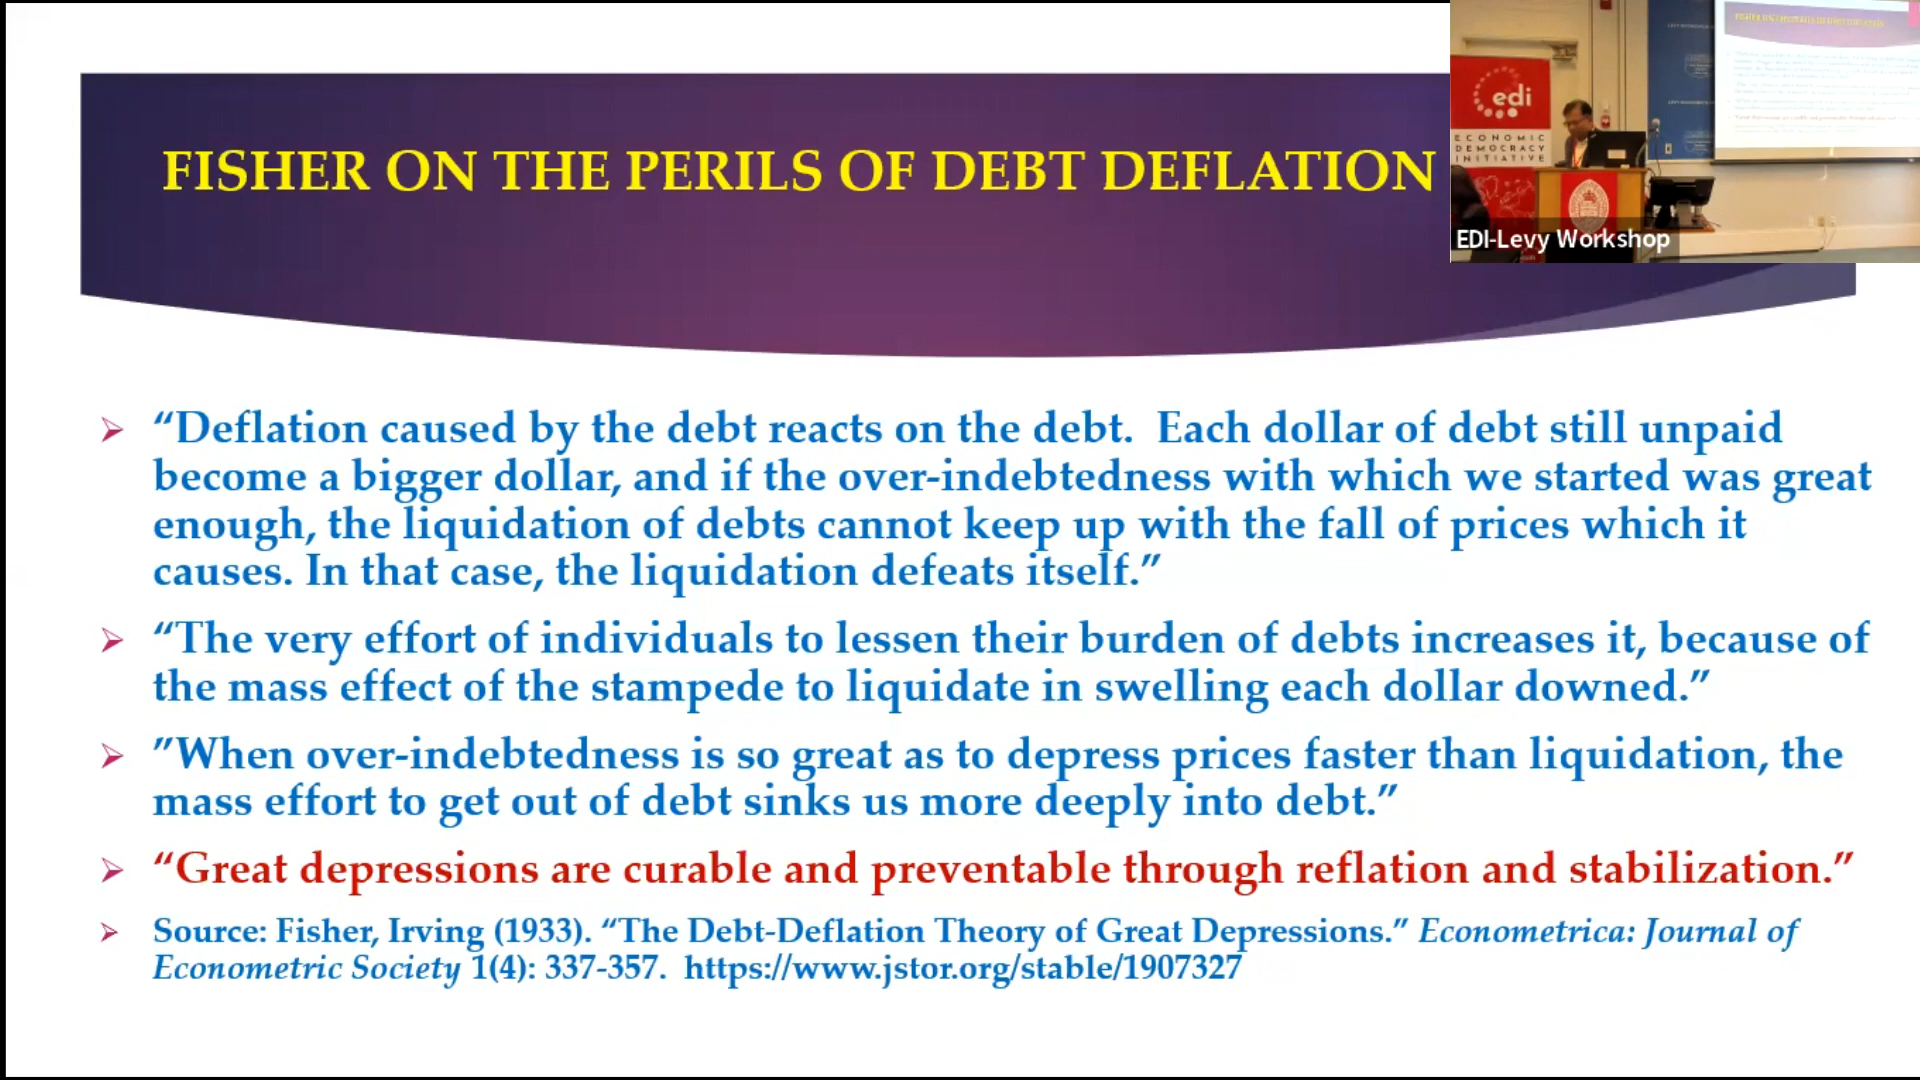 FISHER ON THE PERILS OF DEBT DEFLATION
edi
ECONOMIC
DEMOCRACY
INITIATIVE
EDI-Levy Workshop
“Deflation caused by the debt reacts on the debt.  Each dollar of debt still unpaid
become a bigger dollar, and if the over-indebtedness with which we started was great
enough, the liquidation of debts cannot keep up with the fall of prices which it
causes. In that case, the liquidation defeats itself.”
“The very effort of individuals to lessen their burden of debts increases it, because of
the mass effect of the stampede to liquidate in swelling each dollar downed.”
”When over-indebtedness is so great as to depress prices faster than liquidation, the
mass effort to get out of debt sinks us more deeply into debt.”
“Great depressions are curable and preventable through reflation and stabilization.”
Source: Fisher, Irving (1933). “The Debt-Deflation Theory of Great Depressions.” Econometrica: Journal of
Econometric Society 1(4): 337-357.  https://www.jstor.org/stable/1907327